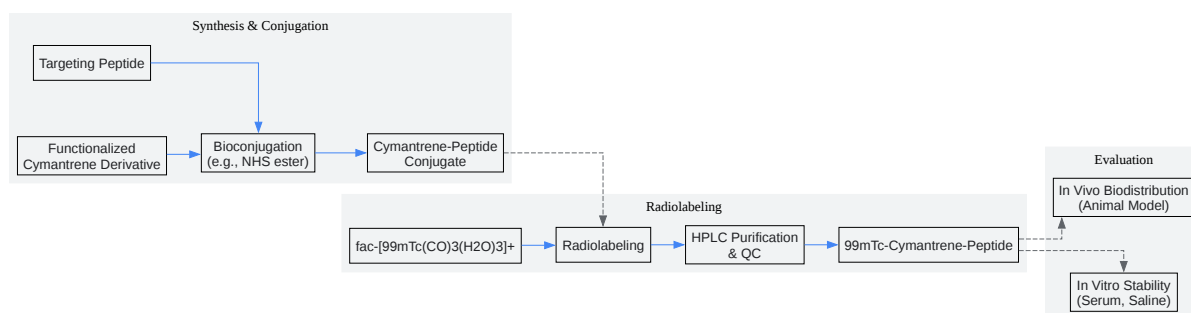 Synthesis & Conjugation
Targeting Peptide
Functionalized
Cymantrene Derivative
Bioconjugation
(e.g., NHS ester)
Cymantrene-Peptide
Conjugate
Radiolabeling
fac-[99mTc(CO)3(H2O)3]+
Radiolabeling
HPLC Purification
& QC
99mTc-Cymantrene-Peptide
Evaluation
In Vivo Biodistribution
(Animal Model)
In Vitro Stability
(Serum, Saline)